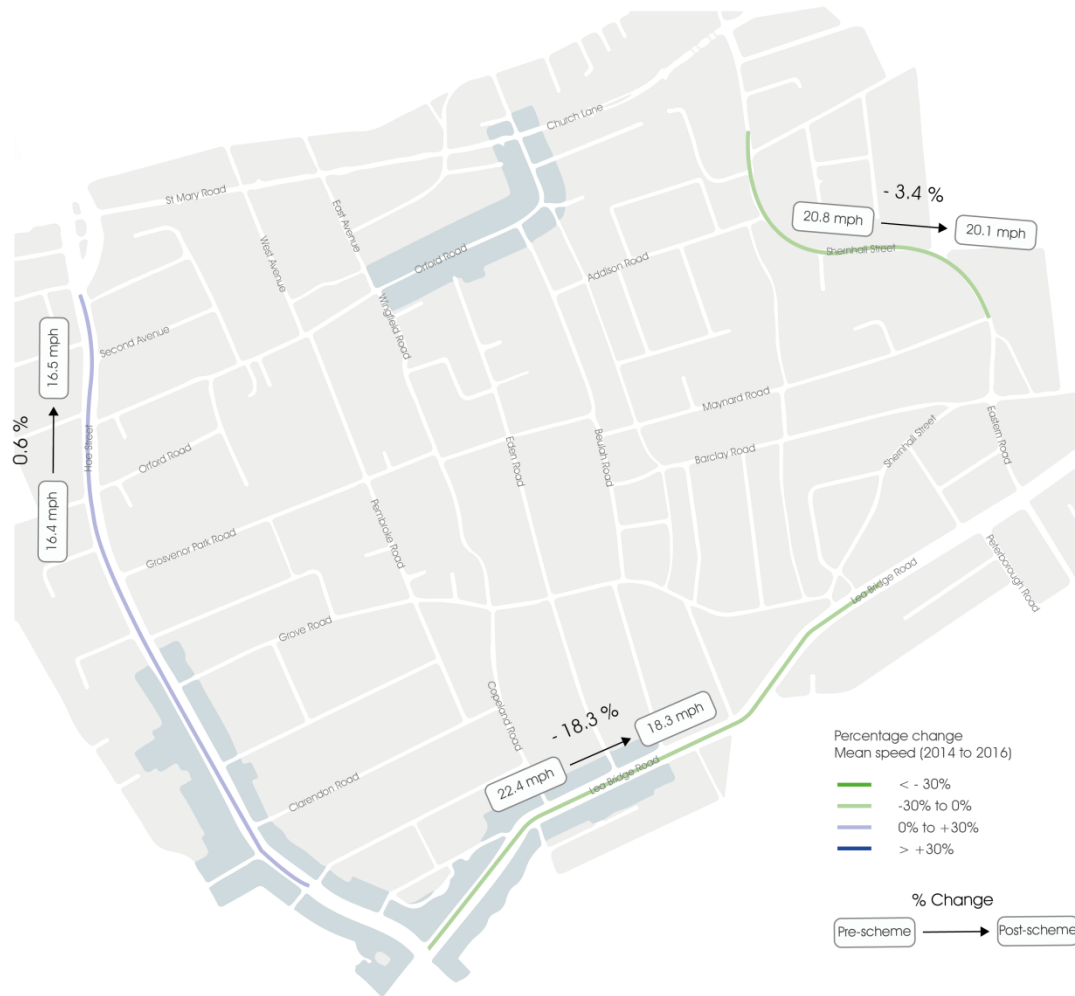 Church Lane
St Mary Road
East Avenue
West Avenue
- 3.4 %
20.8 mph
20.1 mph
Shernhall Street
Orford Road
Addison Road
Wingfield Road
Second Avenue
16.5 mph
0.6 %
16.4 mph
Hoe Street
Orford Road
Maynard Road
Barclay Road
Shernhall Street
Eastern Road
Eden Road
Beulah Road
Grosvenor Park Road
Pembroke Road
Peterborough Road
Lea Bridge Road
Grove Road
Copeland Road
- 18.3 %
18.3 mph
22.4 mph
Lea Bridge Road
Clarendon Road
Percentage change
Mean speed (2014 to 2016)
< - 30%
-30% to 0%
0% to +30%
> +30%
% Change
Pre-scheme
Post-scheme